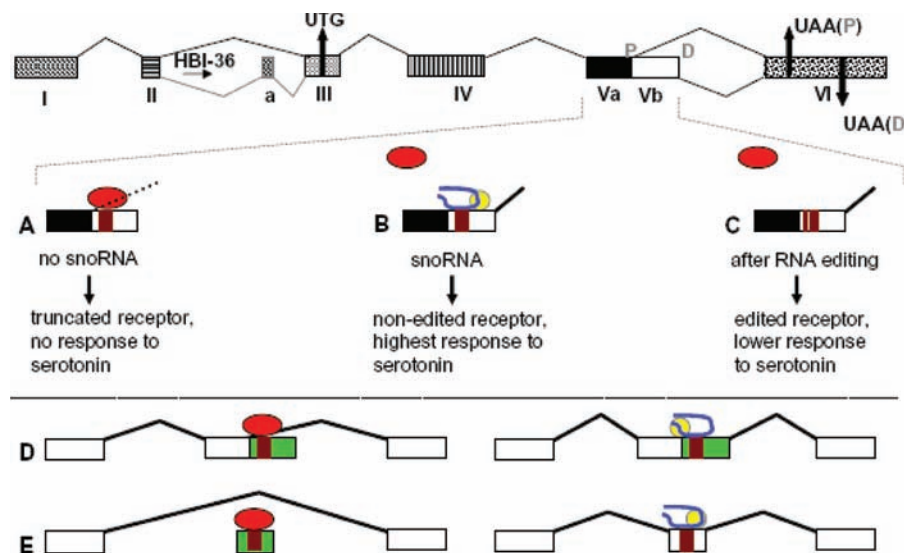 UTG
UAA(P)
HBI-36
P
D
I
II
a
III
IV
Va
Vb
VI
UAA(D
A
B
C
no snoRNA
snoRNA
after RNA editing
truncated receptor,
no response to
serotonin
non-edited receptor,
highest response to
serotonin
edited receptor,
lower response
to serotonin
D
E